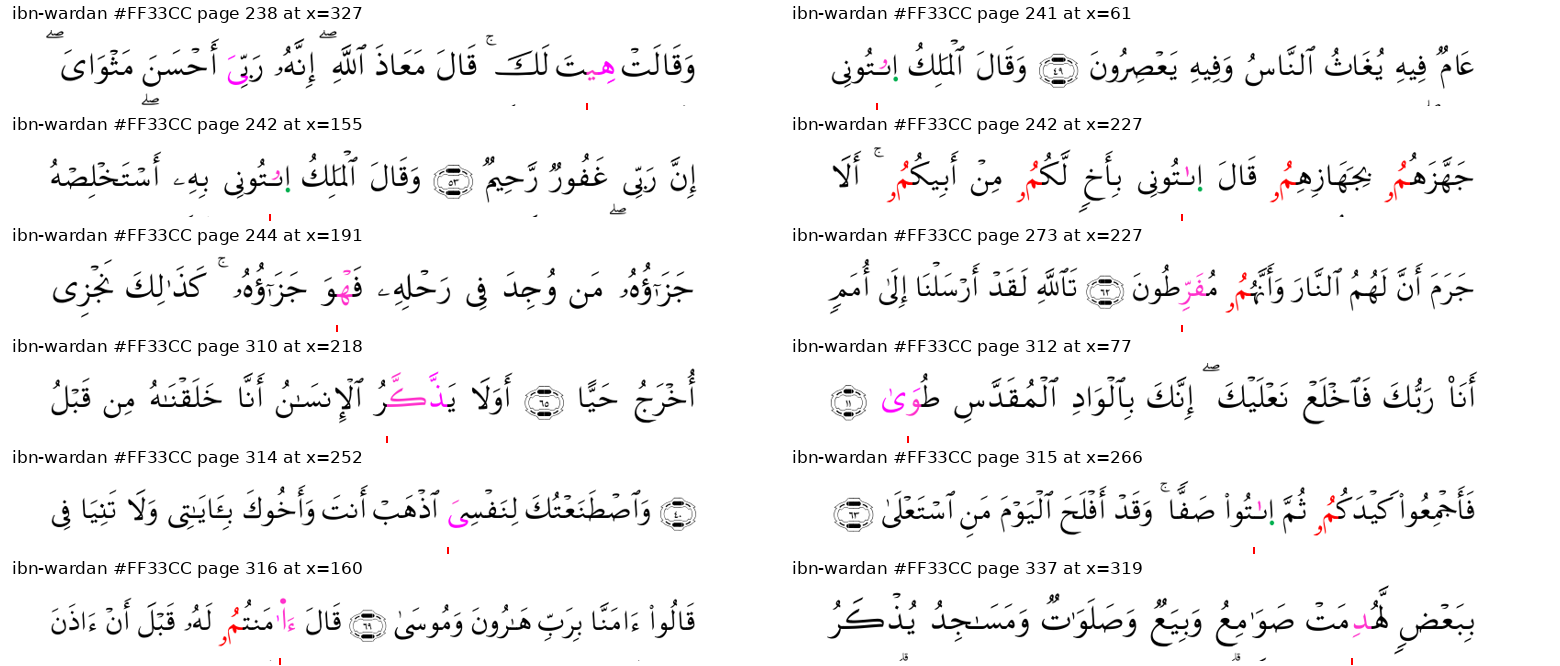 ibn-wardan #FF33CC page 238 at x=327
وَقَالَتْ هِيتَ لَكَ ۚ قَالَ مَعَاذَ ٱللَّهِ ۖ إِنَّهُۥ رَبِّيَ أَحْسَنَ مَثْوَايَ ۖ
ibn-wardan #FF33CC page 241 at x=61
عَامٌ فِيهِ يُغَاثُ ٱلنَّاسُ وَفِيهِ يَعْصِرُونَ ٤٩ وَقَالَ ٱلْمَلِكُ ٱِۥتُونِى
ibn-wardan #FF33CC page 242 at x=155
إِنَّ رَبِّى غَفُورٌ رَّحِيمٌ ٥٣ وَقَالَ ٱلْمَلِكُ ٱِۥتُونِى بِهِۦ أَسْتَخْلِصْهُ
ibn-wardan #FF33CC page 242 at x=227
جَهَّزَهُمُۥ بِجَهَازِهِمُۥ قَالَ ٱِيتُونِى بِأَخٍ لَّكُمُۥ مِنْ أَبِيكُمُۥ ۚ أَلَا
ibn-wardan #FF33CC page 244 at x=191
جَزَٰٓؤُهُۥ مَن وُجِدَ فِى رَحْلِهِۦ فَهْوَ جَزَٰٓؤُهُۥ ۚ كَذَٰلِكَ نَجْزِى
ibn-wardan #FF33CC page 273 at x=227
جَرَمَ أَنَّ لَهُمُ ٱلنَّارَ وَأَنَّهُمُۥ مُفَرِّطُونَ ٦٢ تَٱللَّهِ لَقَدْ أَرْسَلْنَا إِلَىٰ أُمَمٍ
ibn-wardan #FF33CC page 310 at x=218
أُخْرَجُ حَيًّا ٦٥ أَوَلَا يَذَّكَّرُ ٱلْإِنسَـٰنُ أَنَّا خَلَقْنَـٰهُ مِن قَبْلُ
ibn-wardan #FF33CC page 312 at x=77
أَنَا۠ رَبُّكَ فَٱخْلَعْ نَعْلَيْكَ ۖ إِنَّكَ بِٱلْوَادِ ٱلْمُقَدَّسِ طُوَىٰ ١١
ibn-wardan #FF33CC page 314 at x=252
٤٠ وَٱصْطَنَعْتُكَ لِنَفْسِىَ ٱذْهَبْ أَنتَ وَأَخُوكَ بِـَٔايَـٰتِى وَلَا تَنِيَا فِى
ibn-wardan #FF33CC page 315 at x=266
فَأَجْمِعُوا۟ كَيْدَكُمُۥ ثُمَّ ٱِيتُوا۟ صَفًّا ۚ وَقَدْ أَفْلَحَ ٱلْيَوْمَ مَنِ ٱسْتَعْلَىٰ ٦٣
ibn-wardan #FF33CC page 316 at x=160
قَالُوا۟ ءَامَنَّا بِرَبِّ هَـٰرُونَ وَمُوسَىٰ ٦٩ قَالَ ءَاٰ۬مَنتُمُۥ لَهُۥ قَبْلَ أَنْ ءَاذَنَ
ibn-wardan #FF33CC page 337 at x=319
بِبَعْضٍ لَّهُدِمَتْ صَوَٰمِعُ وَبِيَعٌ وَصَلَوَٰتٌ وَمَسَـٰجِدُ يُذْكَرُ